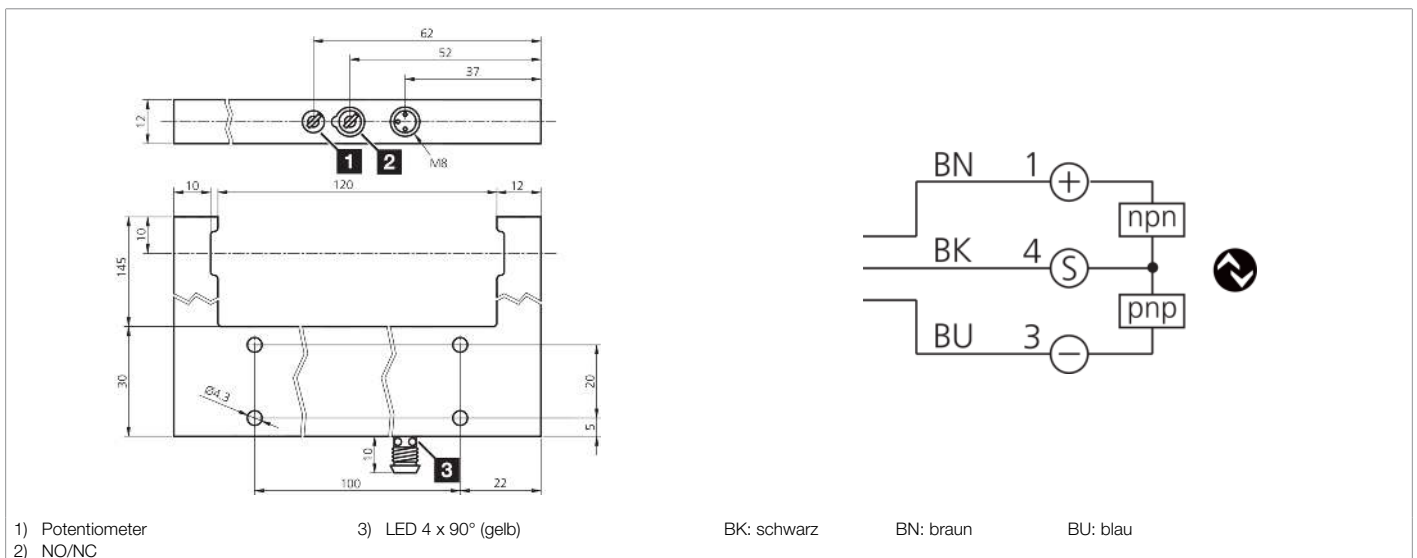 62
52
37
12
1
2
M8
10
120
12
10
145
30
Ø4.3
20
5
10
3
100
22
BN 1 +
npn
BK 4 S
pnp
BU 3 −
1) Potentiometer 3) LED 4 x 90° (gelb) BK: schwarz BN: braun BU: blau
2) NO/NC